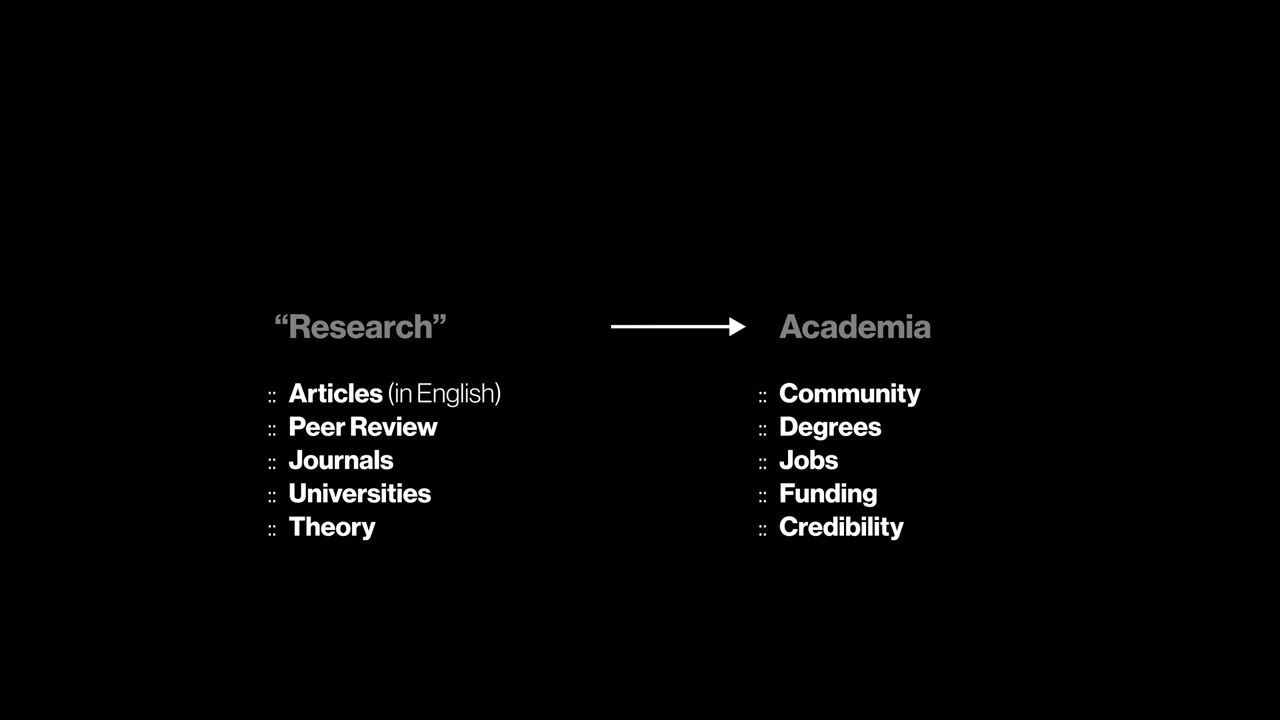 “Research”
:: Articles (in English)
:: Peer Review
:: Journals
:: Universities
:: Theory
Academia
:: Community
:: Degrees
:: Jobs
:: Funding
:: Credibility